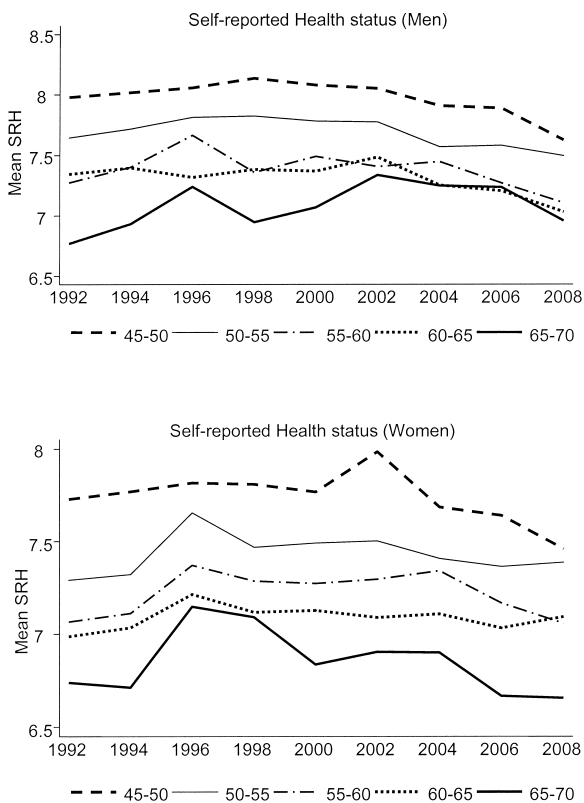 Self-reported Health status (Men)
8.5
8
7.5
7
6.5
Mean SRH
1992 1994 1996 1998 2000 2002 2004 2006 2008
45-50 50-55 55-60 60-65 65-70
Self-reported Health status (Women)
8
7.5
7
6.5
Mean SRH
1992 1994 1996 1998 2000 2002 2004 2006 2008
45-50 50-55 55-60 60-65 65-70